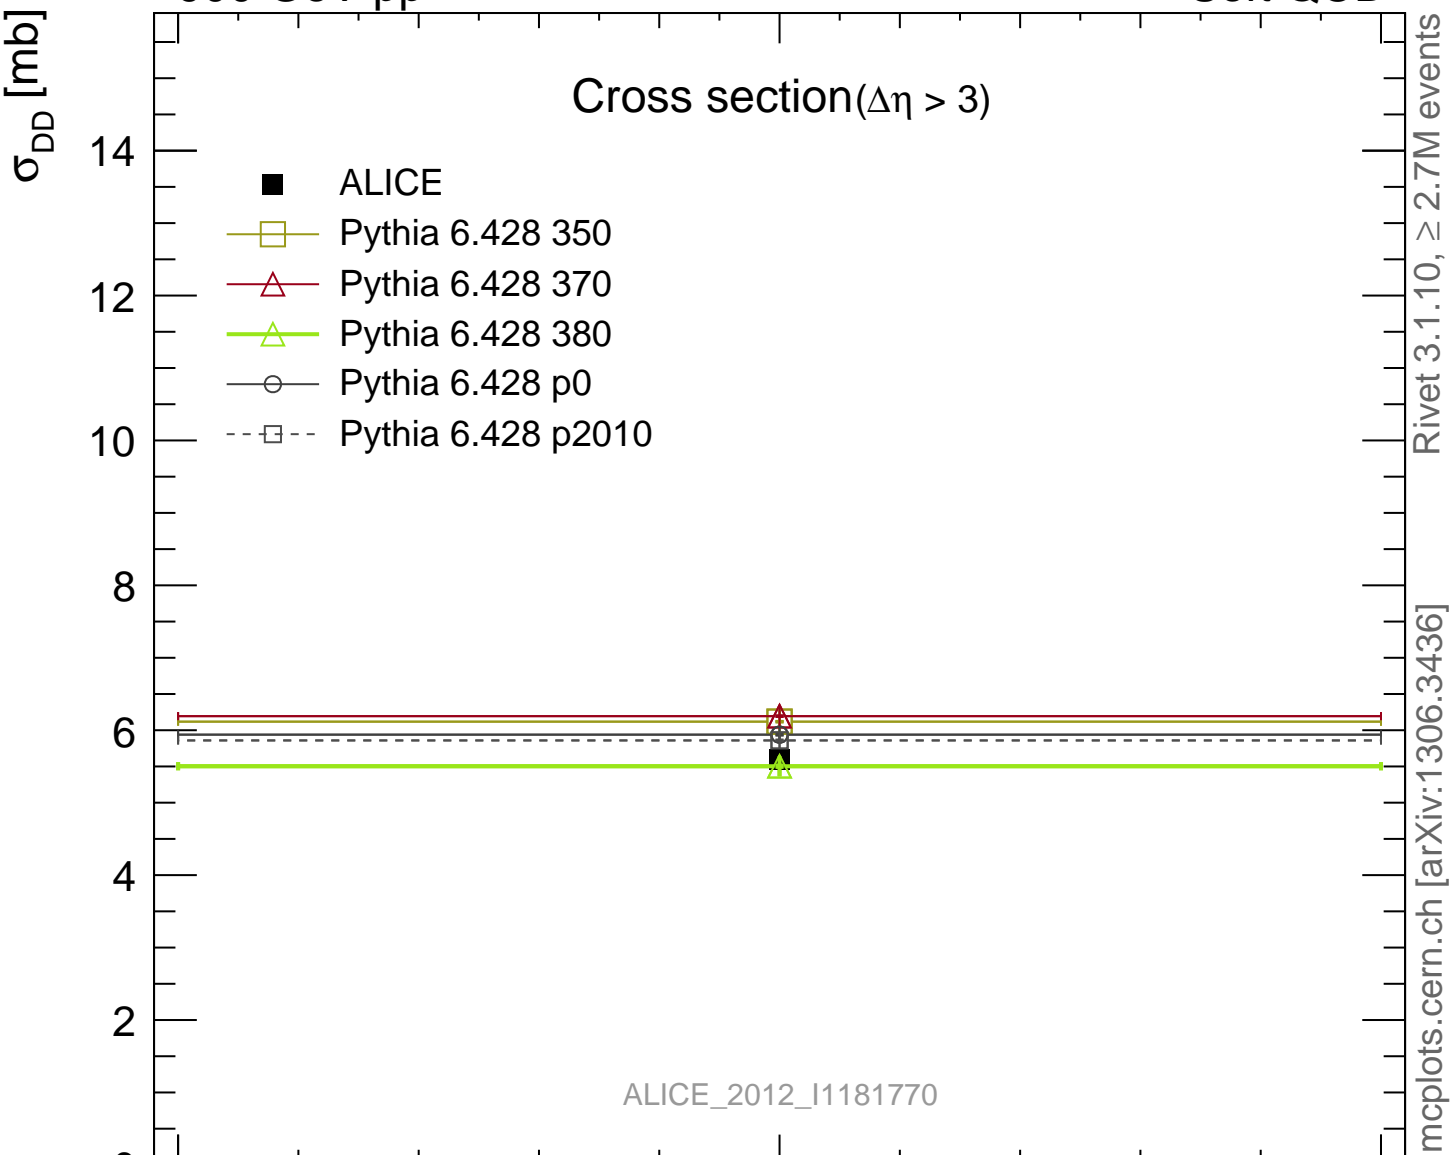 σDD [mb]
Cross section(Δη > 3)
ALICE
Pythia 6.428 350
Pythia 6.428 370
Pythia 6.428 380
Pythia 6.428 p0
Pythia 6.428 p2010
14
12
10
8
6
4
2
ALICE_2012_I1181770
Rivet 3.1.10, ≥ 2.7M events
mcplots.cern.ch [arXiv:1306.3436]